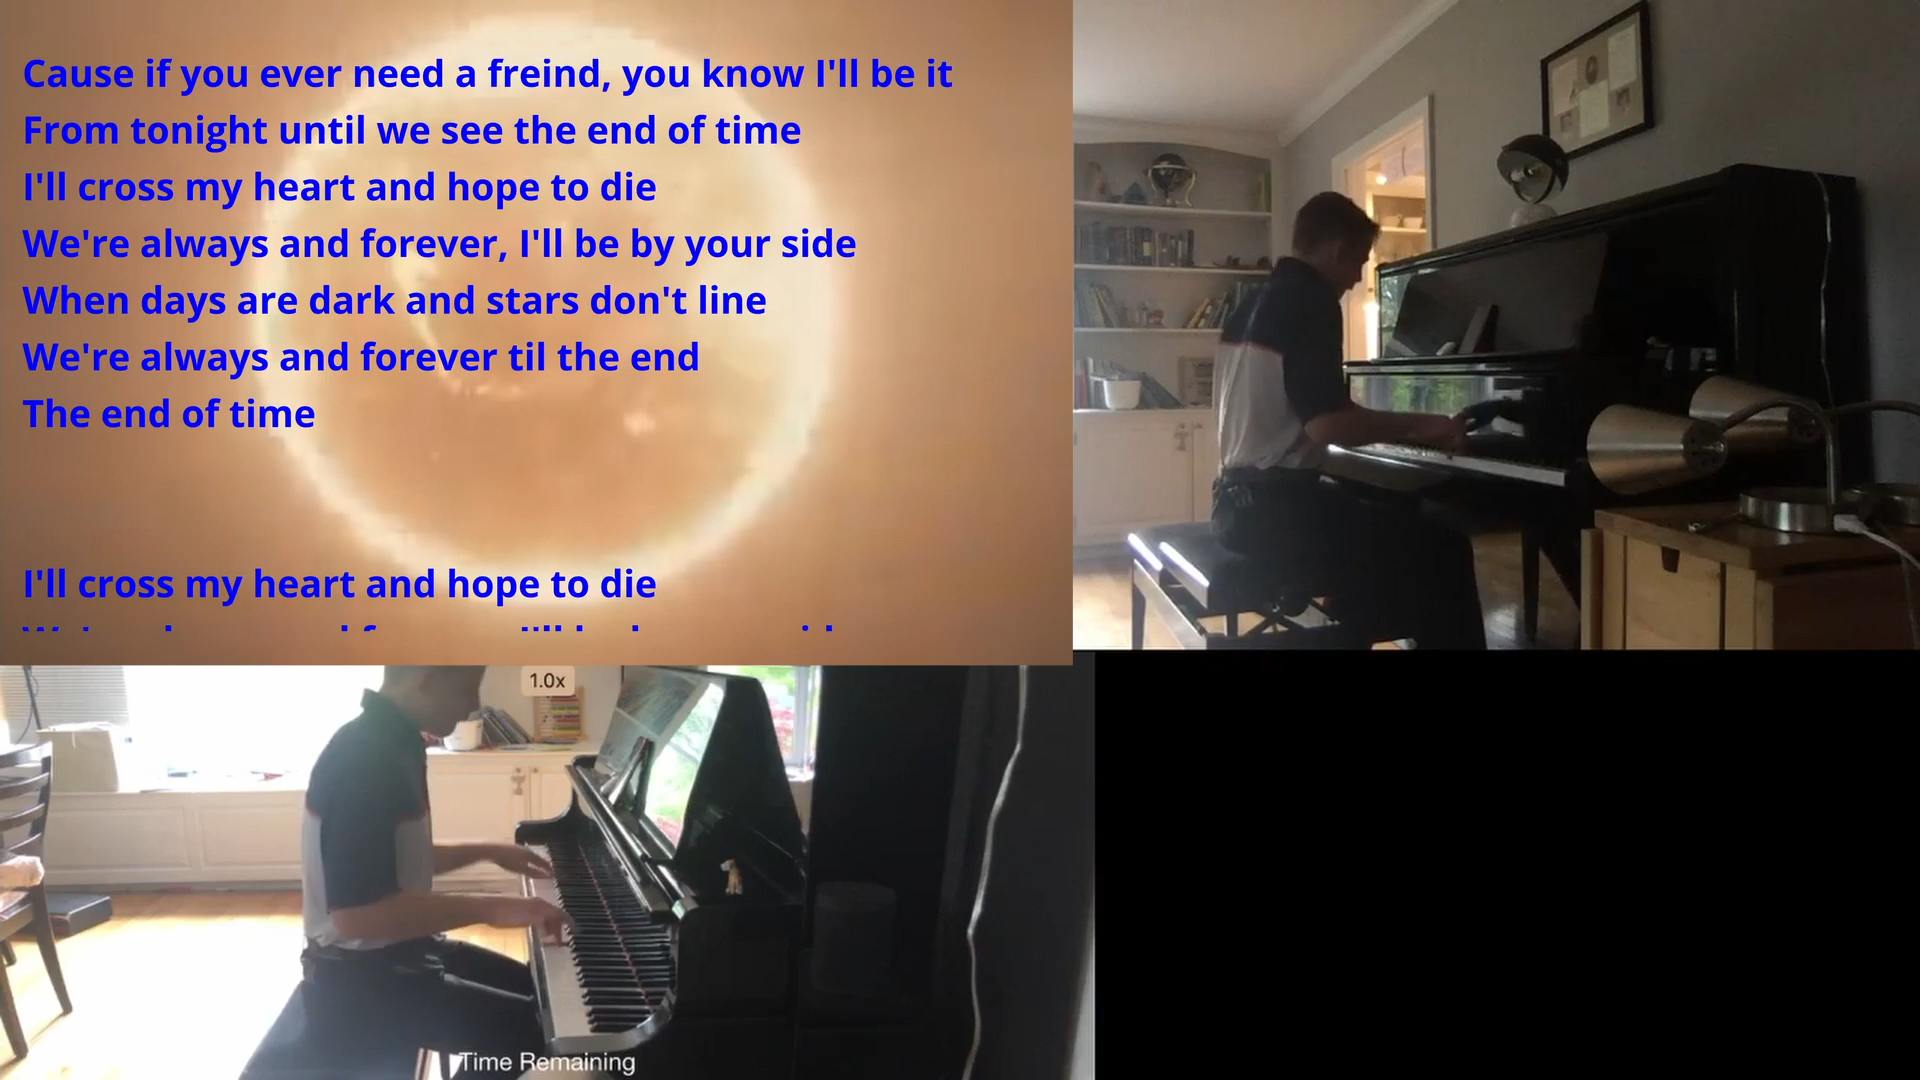 Cause if you ever need a freind, you know I'll be it
From tonight until we see the end of time
I'll cross my heart and hope to die
We're always and forever, I'll be by your side
When days are dark and stars don't line
We're always and forever til the end
The end of time
I'll cross my heart and hope to die
1.0x
Time Remaining